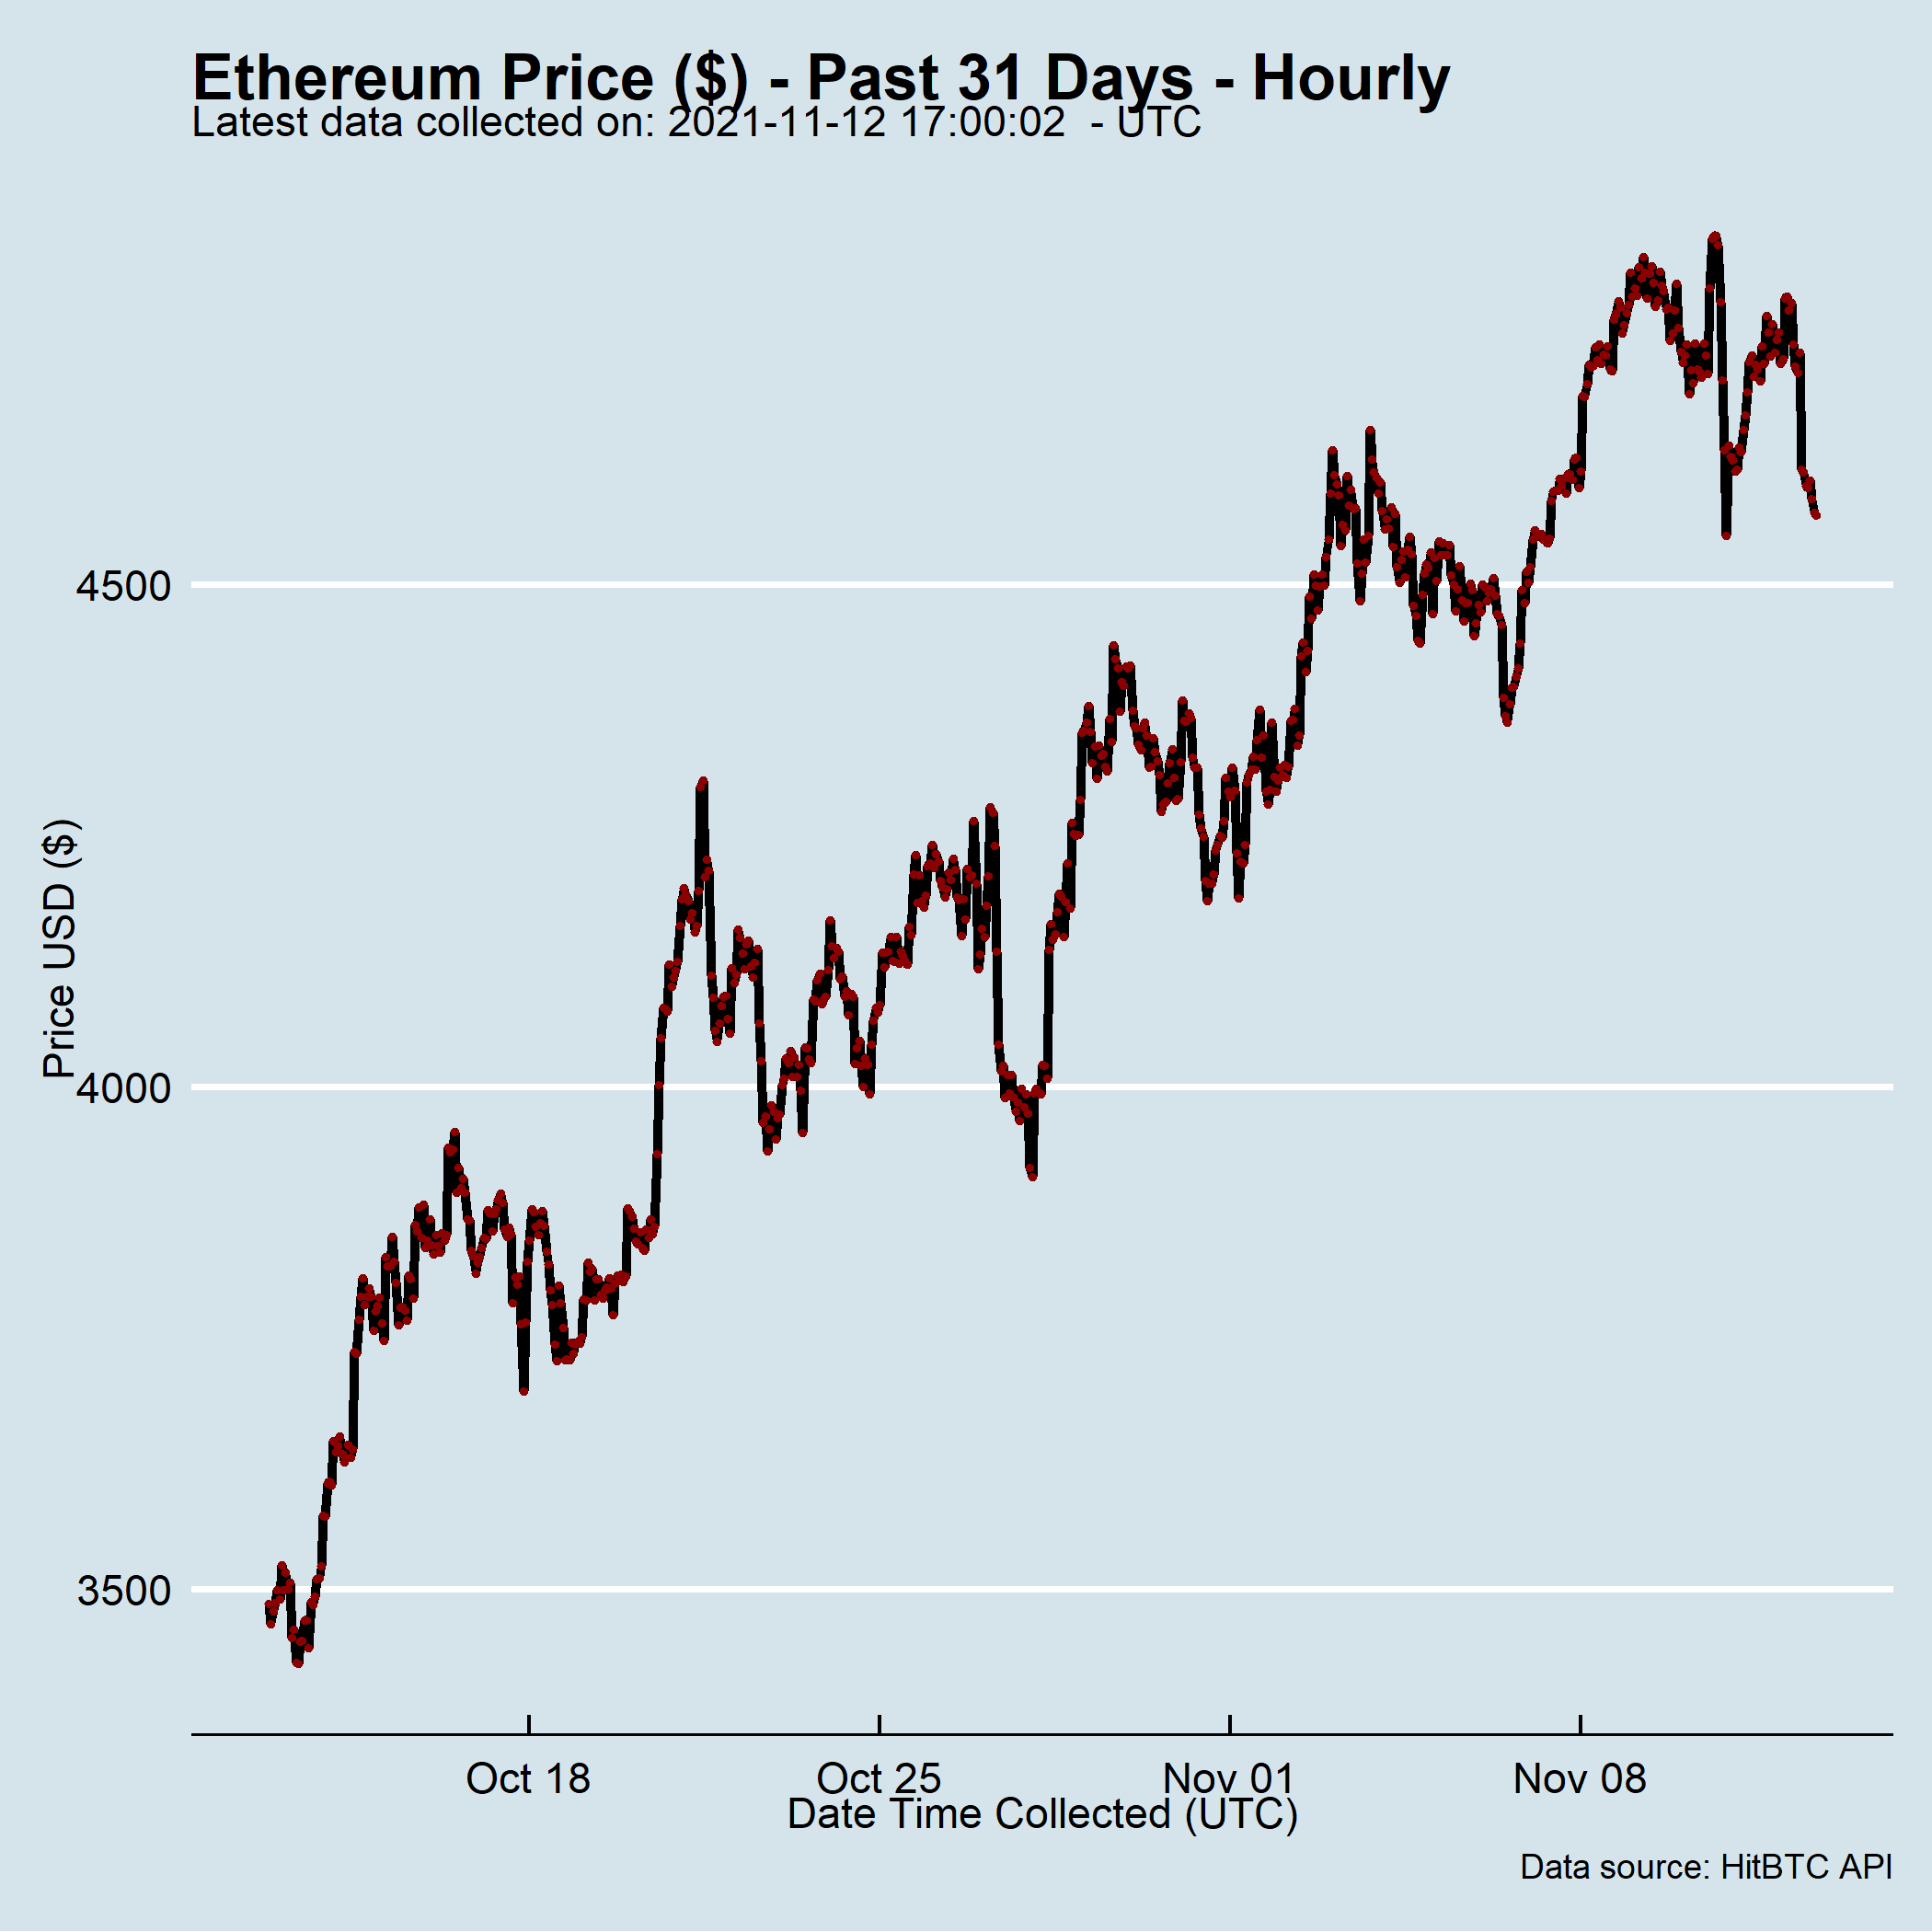 Ethereum Price ($) - Past 31 Days - Hourly
Latest data collected on: 2021-11-12 17:00:02  - UTC
Price USD ($)
4500
4000
3500
Oct 18
Oct 25
Nov 01
Nov 08
Date Time Collected (UTC)
Data source: HitBTC API